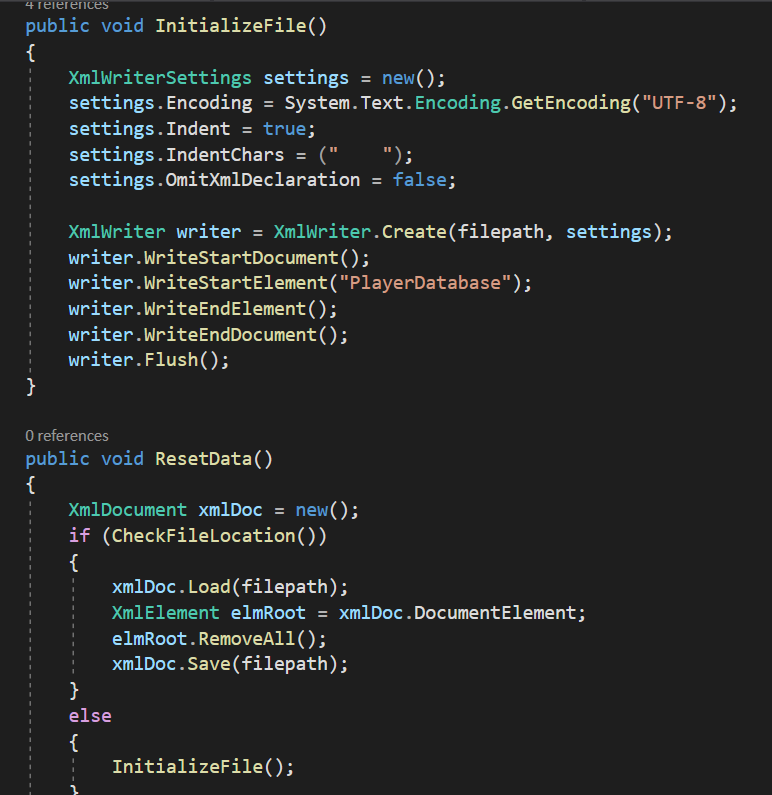 4 references
public void InitializeFile()
{
    XmlWriterSettings settings = new();
    settings.Encoding = System.Text.Encoding.GetEncoding("UTF-8");
    settings.Indent = true;
    settings.IndentChars = ("    ");
    settings.OmitXmlDeclaration = false;

    XmlWriter writer = XmlWriter.Create(filepath, settings);
    writer.WriteStartDocument();
    writer.WriteStartElement("PlayerDatabase");
    writer.WriteEndElement();
    writer.WriteEndDocument();
    writer.Flush();
}

0 references
public void ResetData()
{
    XmlDocument xmlDoc = new();
    if (CheckFileLocation())
    {
        xmlDoc.Load(filepath);
        XmlElement elmRoot = xmlDoc.DocumentElement;
        elmRoot.RemoveAll();
        xmlDoc.Save(filepath);
    }
    else
    {
        InitializeFile();
    }